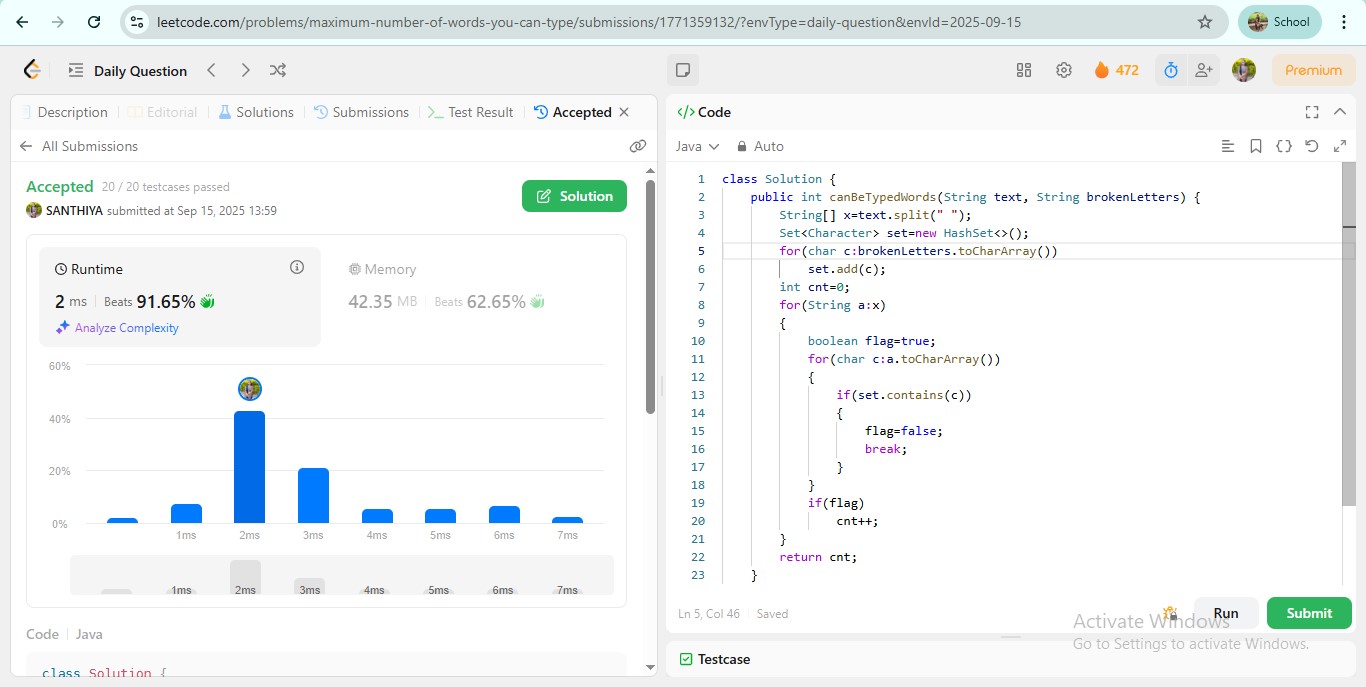 leetcode.com/problems/maximum-number-of-words-you-can-type/submissions/1771359132/?envType=daily-question&envId=2025-09-15
School
Daily Question
472
Premium
Description
Editorial
Solutions
Submissions
Test Result
Accepted
All Submissions
Accepted 20 / 20 testcases passed
SANTHIYA submitted at Sep 15, 2025 13:59
Solution
Runtime
2 ms Beats 91.65%
Analyze Complexity
Memory
42.35 MB Beats 62.65%
60%
40%
20%
0%
1ms 2ms 3ms 4ms 5ms 6ms 7ms
1ms 2ms 3ms 4ms 5ms 6ms 7ms
Code Java
class Solution {
</> Code
Java Auto
1 class Solution {
2 public int canBeTypedWords(String text, String brokenLetters) {
3 String[] x=text.split(" ");
4 Set<Character> set=new HashSet<>();
5 for(char c:brokenLetters.toCharArray())
6 set.add(c);
7 int cnt=0;
8 for(String a:x)
9 {
10 boolean flag=true;
11 for(char c:a.toCharArray())
12 {
13 if(set.contains(c))
14 {
15 flag=false;
16 break;
17 }
18 }
19 if(flag)
20 cnt++;
21 }
22 return cnt;
23 }
Ln 5, Col 46 Saved
Run
Submit
Activate Windows
Go to Settings to activate Windows.
Testcase